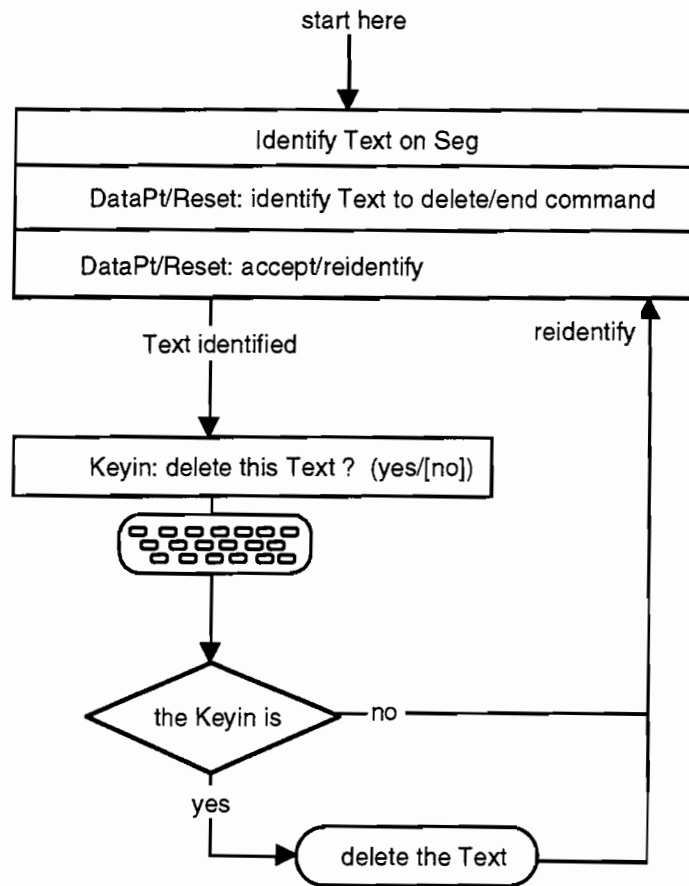 start here
Identify Text on Seg
DataPt/Reset: identify Text to delete/end command
DataPt/Reset: accept/reidentify
Text identified
reidentify
Keyin: delete this Text ? (yes/[no])
the Keyin is
no
yes
delete the Text